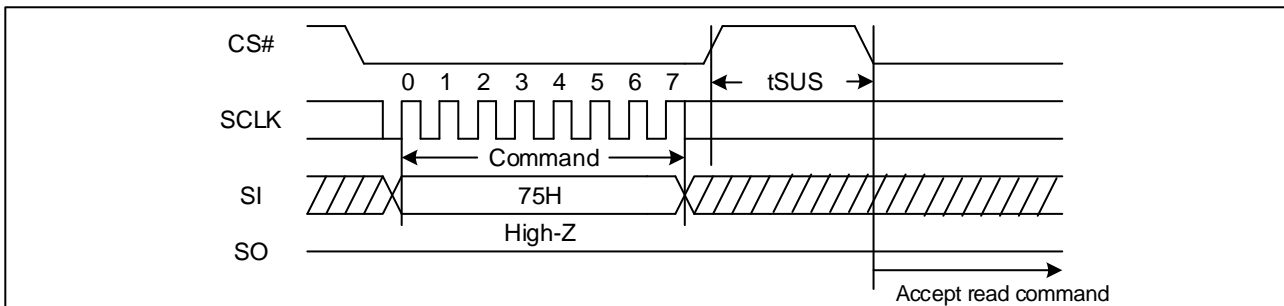 CS#
tSUS
0 1 2 3 4 5 6 7
SCLK
Command
SI
75H
High-Z
SO
Accept read command